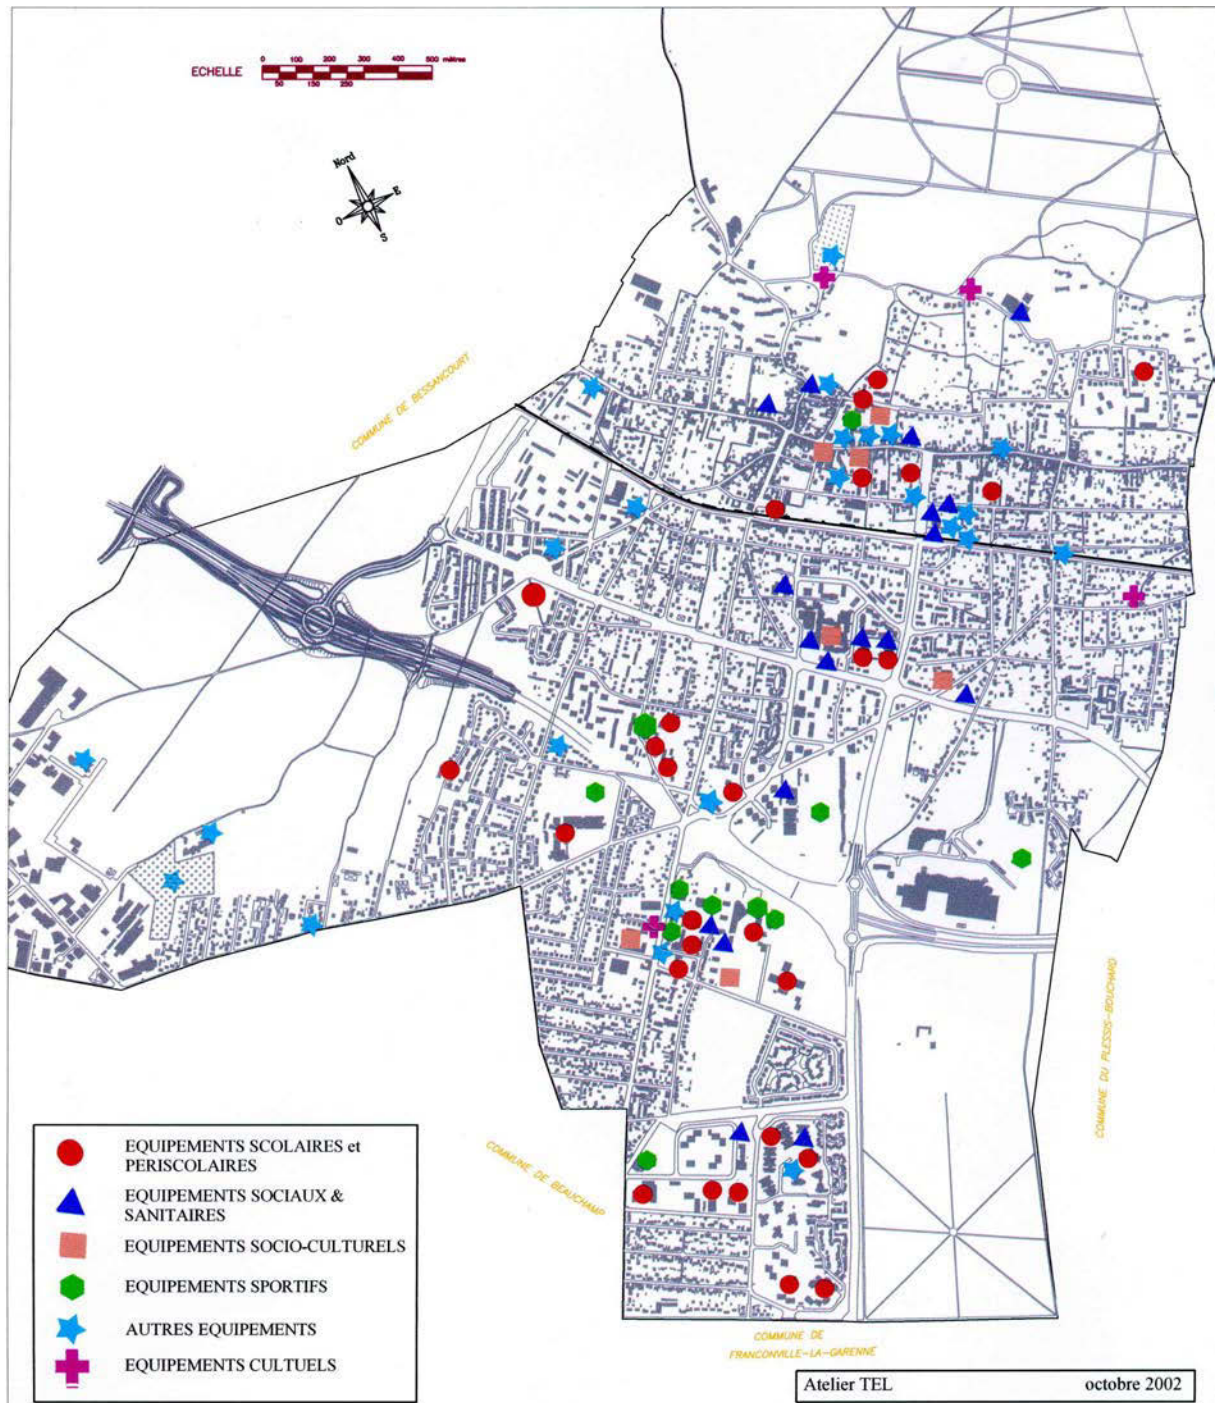 0 100 200 300 400 500 mètres
ECHELLE
50 150 250
Nord
E
O
S
COMMUNE DE BESSANCOURT
COMMUNE DU PLESSIS-BOUCHARD
COMMUNE DE BEAUCHAMP
EQUIPEMENTS SCOLAIRES et
PERISCOLAIRES
EQUIPEMENTS SOCIAUX &
SANITAIRES
EQUIPEMENTS SOCIO-CULTURELS
EQUIPEMENTS SPORTIFS
AUTRES EQUIPEMENTS
EQUIPEMENTS CULTUELS
COMMUNE DE
FRANCONVILLE-LA-GARENNE
Atelier TEL octobre 2002